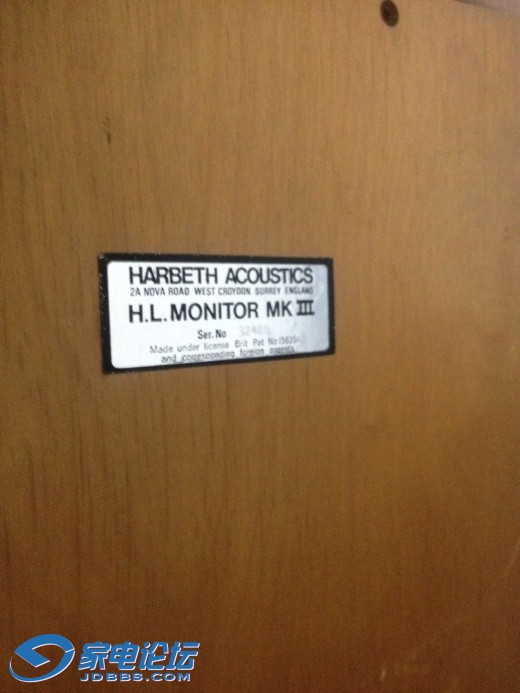 HARBETH ACOUSTICS
2A NOVA ROAD WEST CROYDON SURREY ENGLAND
H.L. MONITOR MK III
Ser. No
Made under license Brit Pat No
and corresponding foreign patents
家电论坛
JDBBS.COM